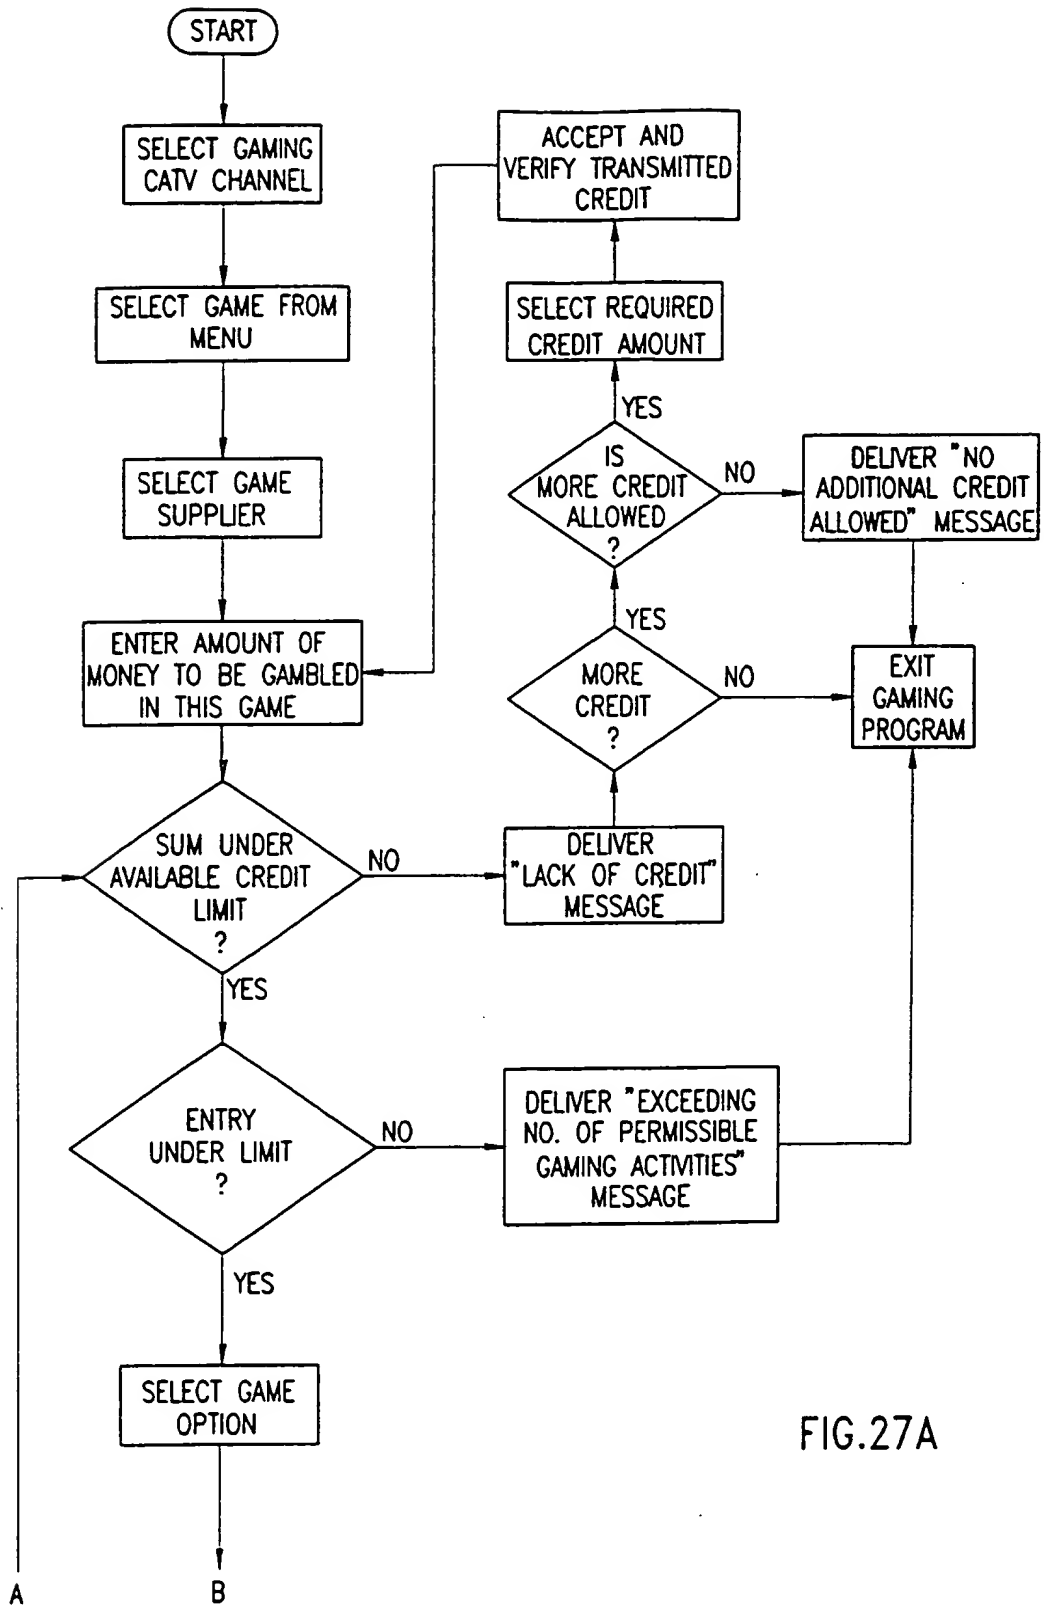 START
SELECT GAMING
CATV CHANNEL
SELECT GAME FROM
MENU
SELECT GAME
SUPPLIER
ENTER AMOUNT OF
MONEY TO BE GAMBLED
IN THIS GAME
SUM UNDER
AVAILABLE CREDIT
LIMIT
?
NO
YES
ENTRY
UNDER LIMIT
?
NO
YES
SELECT GAME
OPTION
A
B
ACCEPT AND
VERIFY TRANSMITTED
CREDIT
SELECT REQUIRED
CREDIT AMOUNT
YES
IS
MORE CREDIT
ALLOWED
?
NO
YES
MORE
CREDIT
?
NO
DELIVER
"LACK OF CREDIT"
MESSAGE
DELIVER "EXCEEDING
NO. OF PERMISSIBLE
GAMING ACTIVITIES"
MESSAGE
DELIVER "NO
ADDITIONAL CREDIT
ALLOWED" MESSAGE
EXIT
GAMING
PROGRAM
FIG.27A